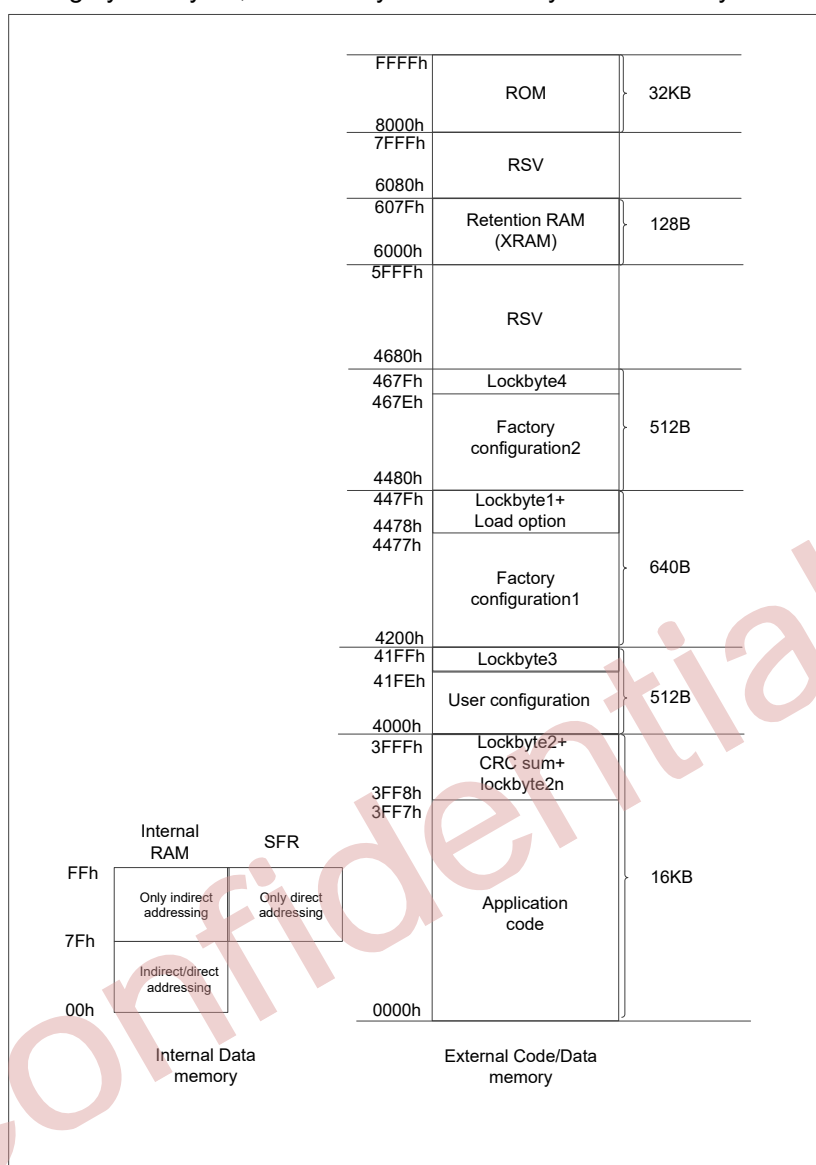 FFFFh
ROM
32KB
8000h
7FFFh
RSV
6080h
607Fh
Retention RAM
(XRAM)
128B
6000h
5FFFh
RSV
4680h
467Fh
Lockbyte4
467Eh
Factory
configuration2
512B
4480h
447Fh
Lockbyte1+
Load option
4478h
4477h
Factory
configuration1
640B
4200h
41FFh
Lockbyte3
41FEh
User configuration
512B
4000h
3FFFh
Lockbyte2+
CRC sum+
lockbyte2n
3FF8h
3FF7h
Application
code
16KB
0000h
External Code/Data
memory
Internal
RAM
SFR
FFh
Only indirect
addressing
Only direct
addressing
7Fh
Indirect/direct
addressing
00h
Internal Data
memory
onfidential